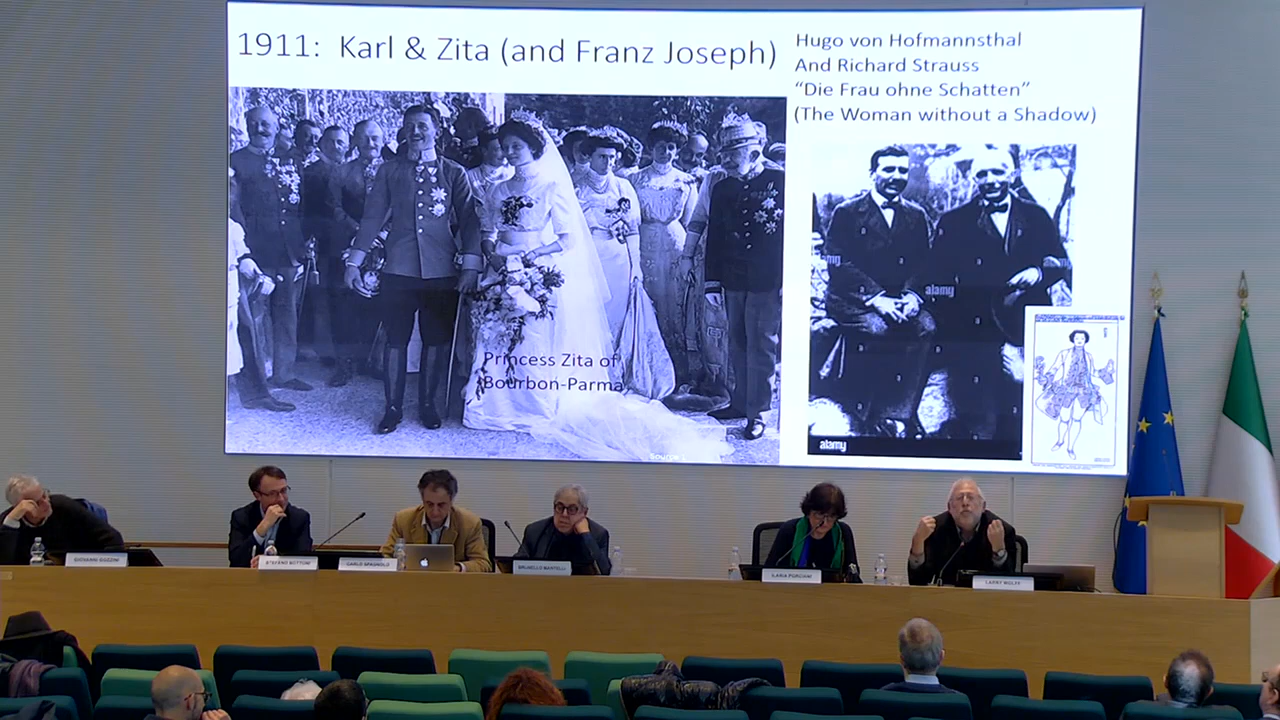 1911:  Karl & Zita (and Franz Joseph)
Hugo von Hofmannsthal
And Richard Strauss
“Die Frau ohne Schatten”
(The Woman without a Shadow)
Princess Zita of
Bourbon-Parma
alamy
alamy
alamy
GIOVANNI GOZZINI
STEFANO BOTTONI
CARLO SPAGNOLO
BRUNELLO MANTELLI
ILARIA PORCIANI
LARRY WOLFF